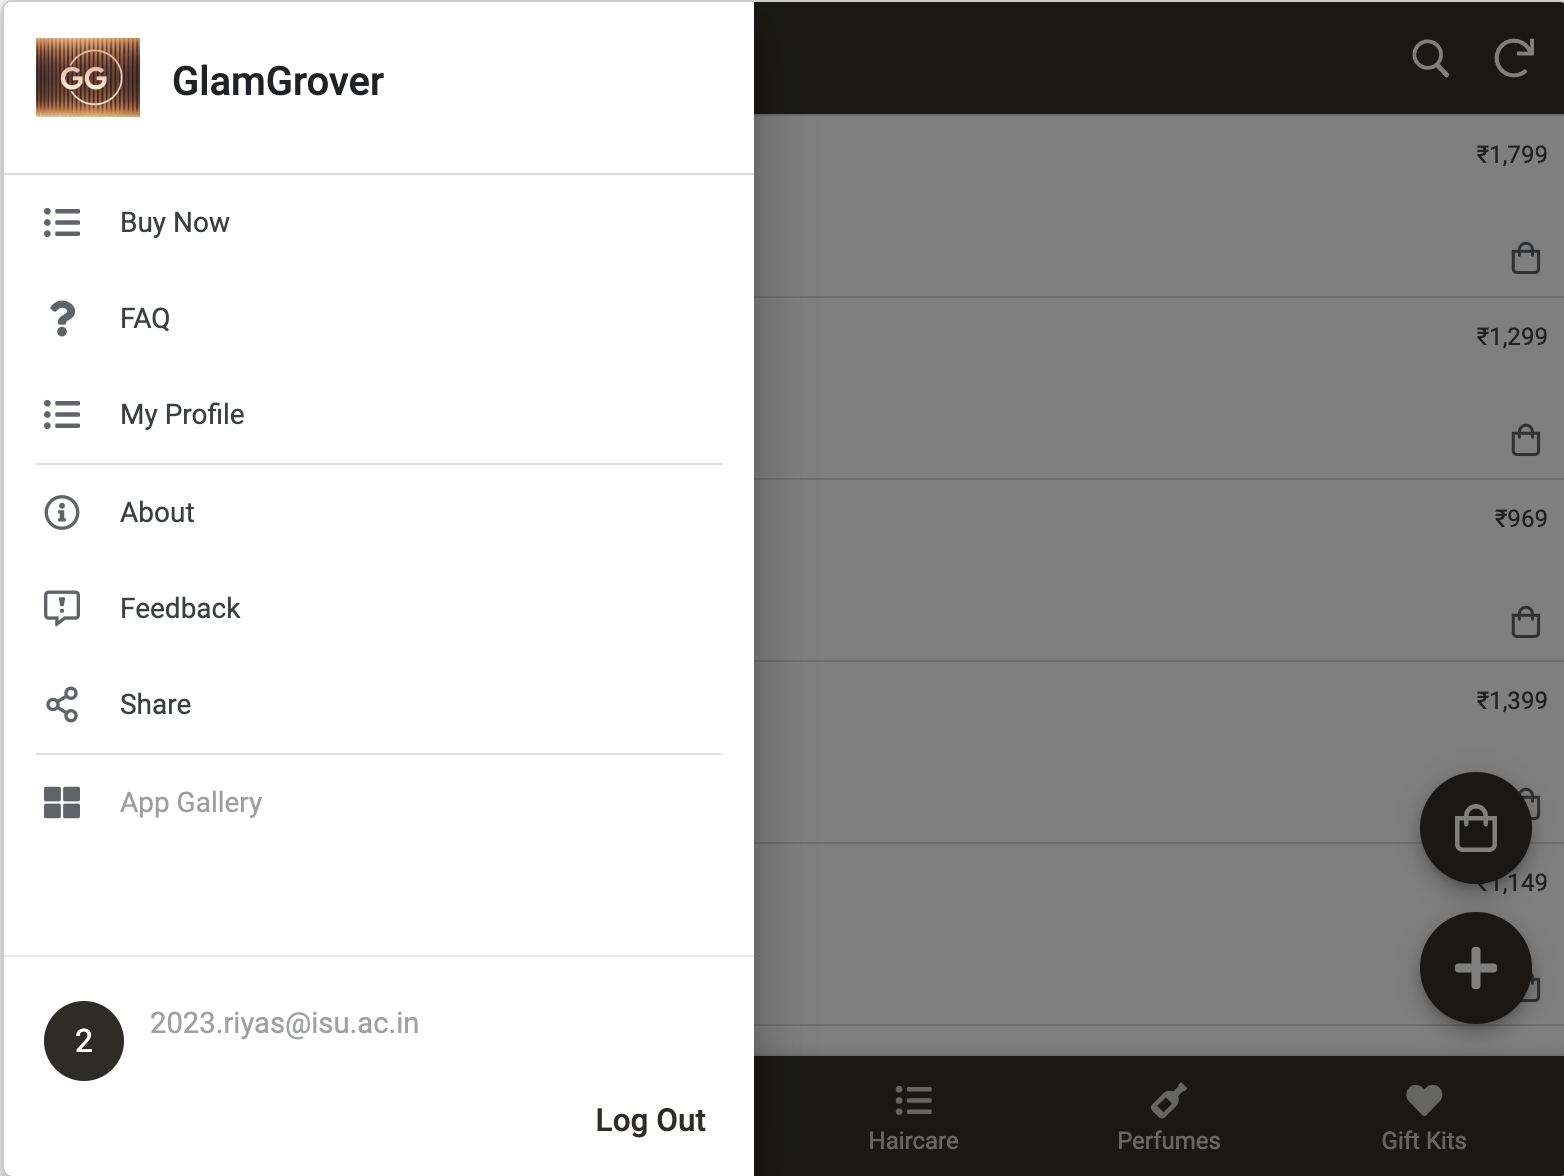 GG
GlamGrover
Buy Now
FAQ
My Profile
About
Feedback
Share
App Gallery
2
2023.riyas@isu.ac.in
Log Out
₹1,799
₹1,299
₹969
₹1,399
₹1,149
Haircare
Perfumes
Gift Kits